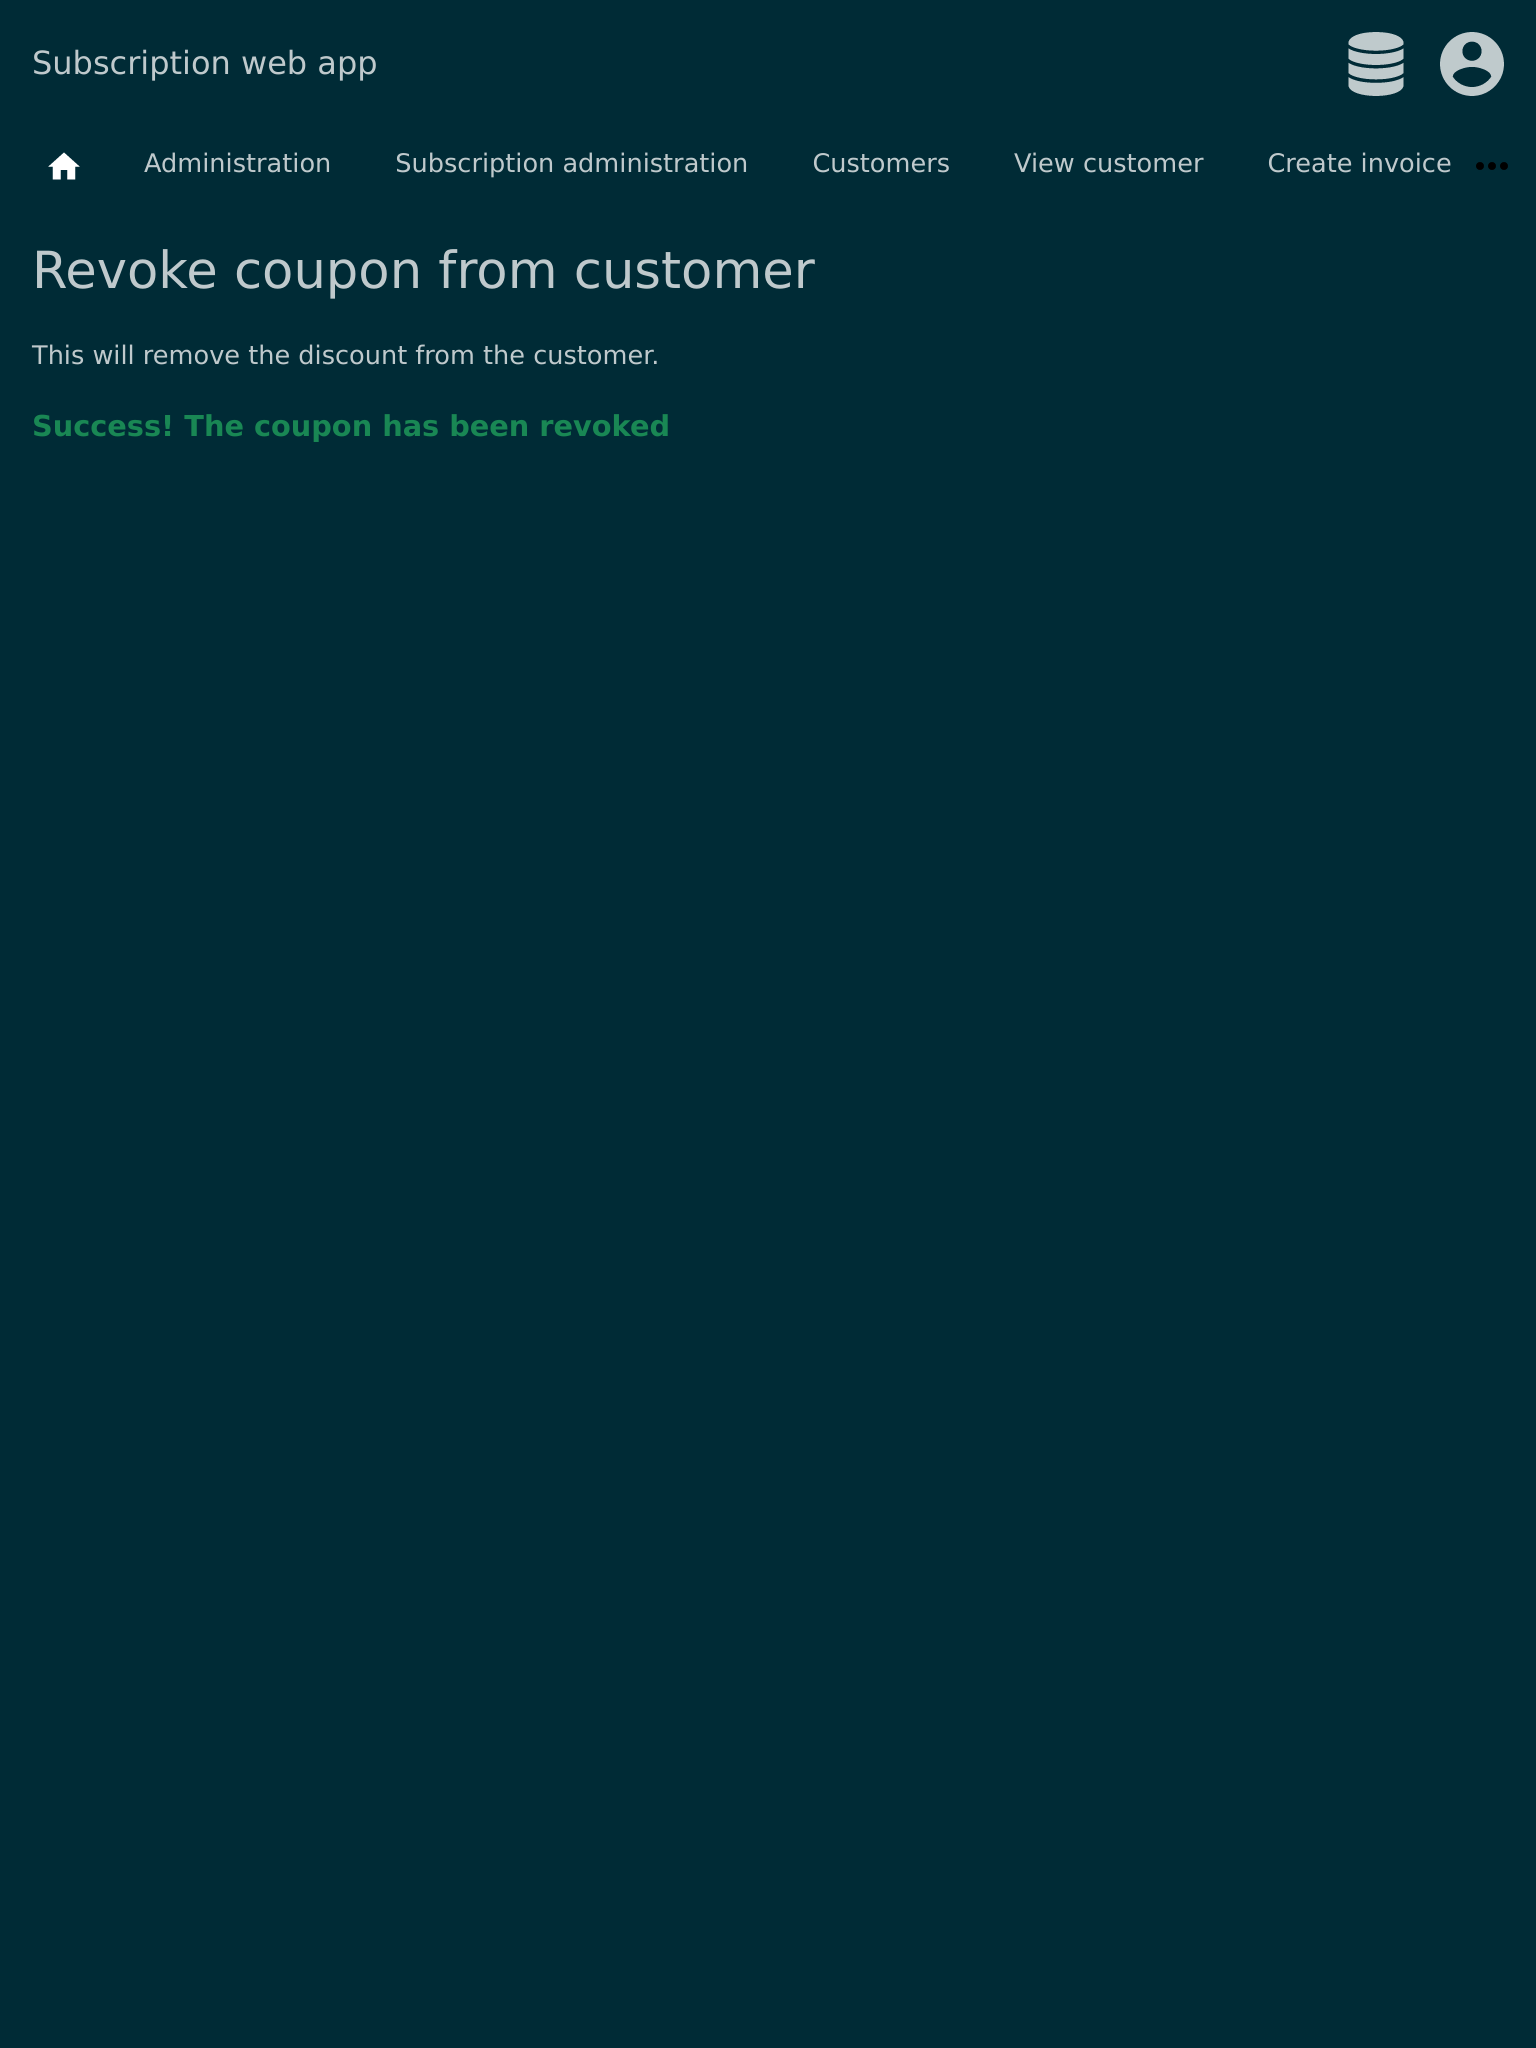 Subscription web app
Administration Subscription administration Customers View customer Create invoice
Revoke coupon from customer
This will remove the discount from the customer.
Success! The coupon has been revoked